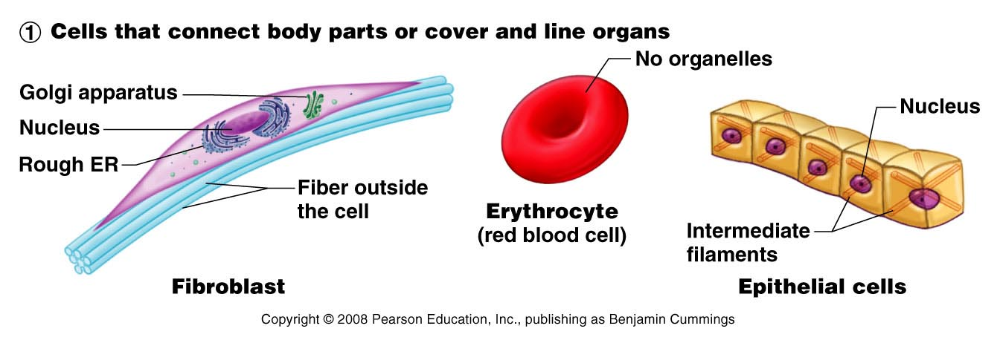 ① Cells that connect body parts or cover and line organs
No organelles
Golgi apparatus
Nucleus
Nucleus
Rough ER
Fiber outside
the cell
Erythrocyte
(red blood cell)
Intermediate
filaments
Fibroblast
Epithelial cells
Copyright © 2008 Pearson Education, Inc., publishing as Benjamin Cummings